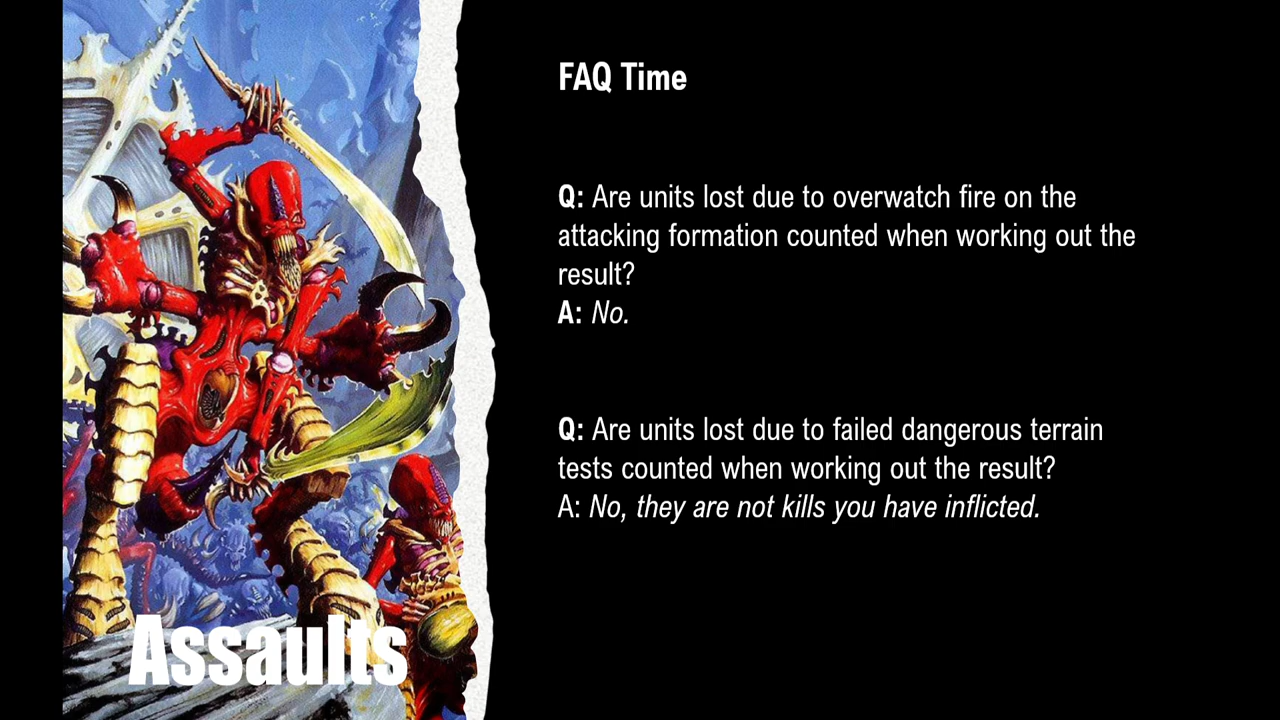 FAQ Time
Q: Are units lost due to overwatch fire on the
attacking formation counted when working out the
result?
A: No.
Q: Are units lost due to failed dangerous terrain
tests counted when working out the result?
A: No, they are not kills you have inflicted.
Assaults